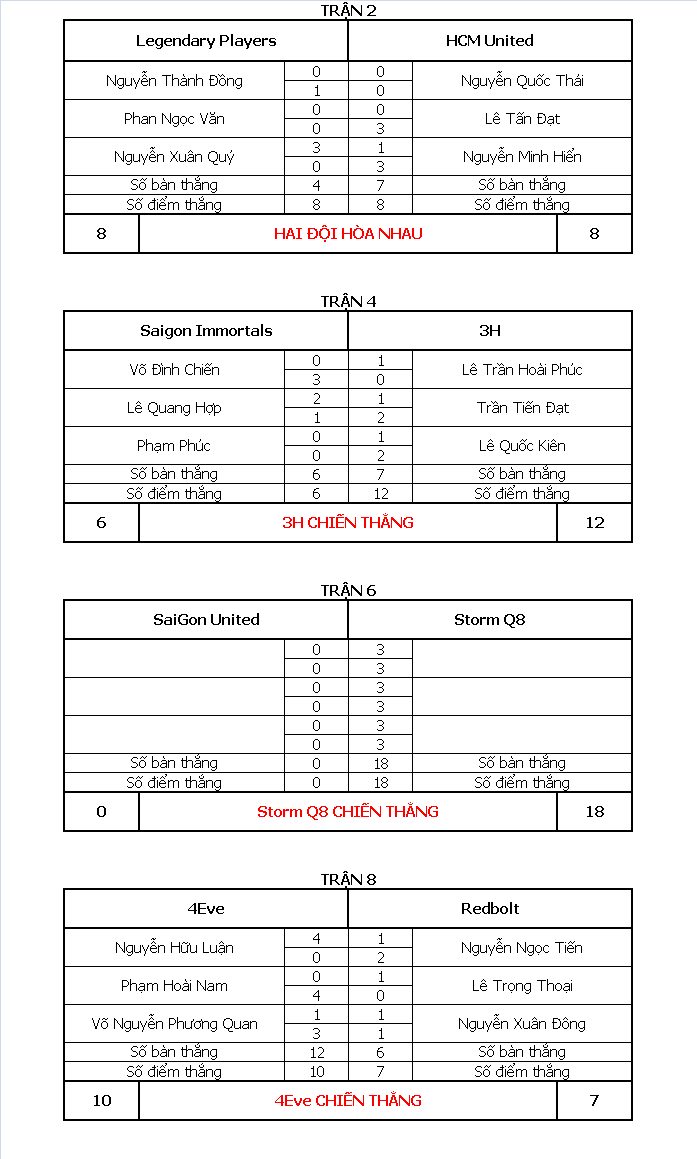 TRẬN 2
Legendary Players HCM United
Nguyễn Thành Đồng 0 0 Nguyễn Quốc Thái
1 0
Phan Ngọc Văn 0 0 Lê Tấn Đạt
0 3
Nguyễn Xuân Quý 3 1 Nguyễn Minh Hiển
0 3
Số bàn thắng 4 7 Số bàn thắng
Số điểm thắng 8 8 Số điểm thắng
8 HAI ĐỘI HÒA NHAU 8
TRẬN 4
Saigon Immortals 3H
Võ Đình Chiến 0 1 Lê Trần Hoài Phúc
3 0
Lê Quang Hợp 2 1 Trần Tiến Đạt
1 2
Phạm Phúc 0 1 Lê Quốc Kiên
0 2
Số bàn thắng 6 7 Số bàn thắng
Số điểm thắng 6 12 Số điểm thắng
6 3H CHIẾN THẮNG 12
TRẬN 6
SaiGon United Storm Q8
0 3
0 3
0 3
0 3
0 3
0 3
Số bàn thắng 0 18 Số bàn thắng
Số điểm thắng 0 18 Số điểm thắng
0 Storm Q8 CHIẾN THẮNG 18
TRẬN 8
4Eve Redbolt
Nguyễn Hữu Luận 4 1 Nguyễn Ngọc Tiến
0 2
Phạm Hoài Nam 0 1 Lê Trọng Thoại
4 0
Võ Nguyễn Phương Quan 1 1 Nguyễn Xuân Đông
3 1
Số bàn thắng 12 6 Số bàn thắng
Số điểm thắng 10 7 Số điểm thắng
10 4Eve CHIẾN THẮNG 7